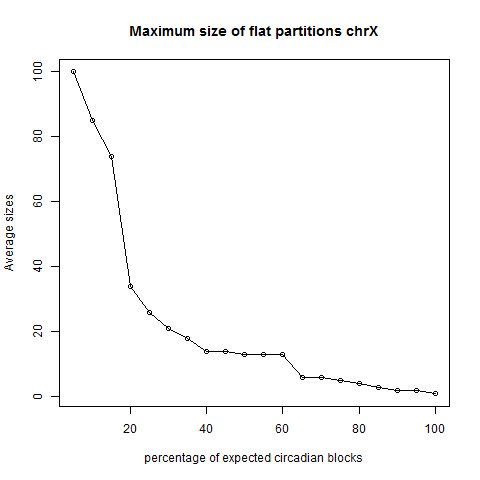 Maximum size of flat partitions chrX
100
80
60
40
20
0
Average sizes
20 40 60 80 100
percentage of expected circadian blocks